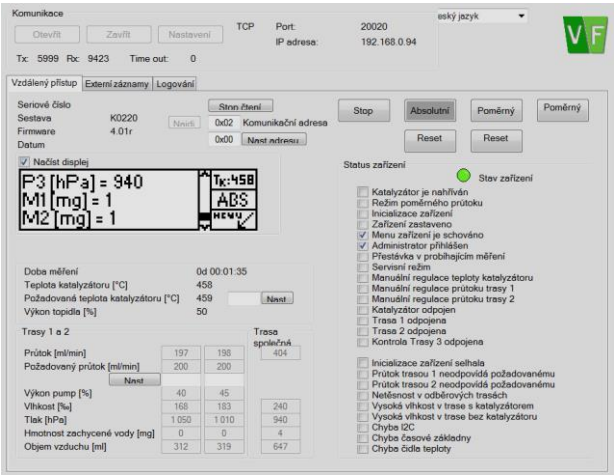 Komunikace
Otevřít Zavřít Nastavení TCP Port: 20020 eský jazyk
IP adresa: 192.168.0.94
Tx: 5999 Rx: 9423 Time out: 0
VF
Vzdálený přístup Externí záznamy Logování
Seriové číslo Stop čtení
Sestava K0220 Najdi 0x02 Komunikační adresa
Firmware 4.01r 0x00 Nast adresu
Datum
Stop Absolutní Poměrný Poměrný
Reset Reset
Načíst displej
P3[hPa]= 940
M1[mg]= 1
M2[mg]= 1
Tĸ:458
ABS
MENU
Doba měření 0d 00:01:35
Teplota katalyzátoru [°C] 458
Požadovaná teplota katalyzátoru [°C] 459 Nast
Výkon topidla [%] 50
Trasy 1 a 2 Trasa společná
Průtok [ml/min] 197 198 404
Požadovaný průtok [ml/min] 200 200
Nast
Výkon pump [%] 40 45
Vlhkost [‰] 168 183 240
Tlak [hPa] 1 050 1 010 940
Hmotnost zachycené vody [mg] 0 0 4
Objem vzduchu [ml] 312 319 647
Status zařízení
Stav zařízení
Katalyzátor je nahříván
Režim poměrného průtoku
Inicializace zařízení
Zařízení zastaveno
Menu zařízení je schováno
Administrator přihlášen
Přestávka v probíhajícím měření
Servisní režim
Manuální regulace teploty katalyzátoru
Manuální regulace průtoku trasy 1
Manuální regulace průtoku trasy 2
Katalyzátor odpojen
Trasa 1 odpojena
Trasa 2 odpojena
Kontrola Trasy 3 odpojena
Inicializace zařízení selhala
Průtok trasou 1 neodpovídá požadovanému
Průtok trasou 2 neodpovídá požadovanému
Netěsnost v odběrových trasách
Vysoká vlhkost v trase s katalyzátorem
Vysoká vlhkost v trase bez katalyzátoru
Chyba I2C
Chyba časové základny
Chyba čidla teploty